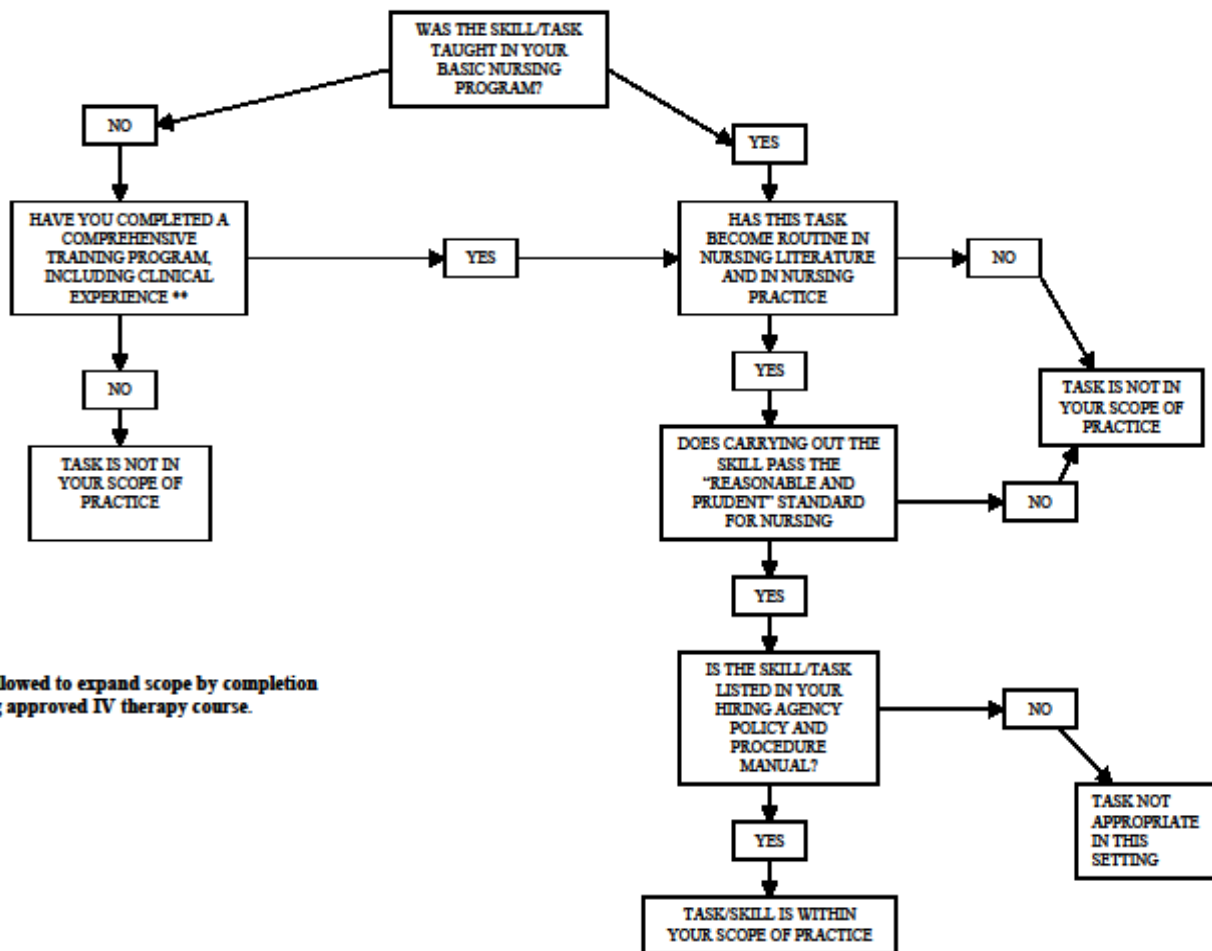 WAS THE SKILL/TASK
TAUGHT IN YOUR
BASIC NURSING
PROGRAM?
NO
YES
HAVE YOU COMPLETED A
COMPREHENSIVE
TRAINING PROGRAM,
INCLUDING CLINICAL
EXPERIENCE **
YES
HAS THIS TASK
BECOME ROUTINE IN
NURSING LITERATURE
AND IN NURSING
PRACTICE
NO
NO
YES
TASK IS NOT IN
YOUR SCOPE OF
PRACTICE
TASK IS NOT IN
YOUR SCOPE OF
PRACTICE
DOES CARRYING OUT THE
SKILL PASS THE
“REASONABLE AND
PRUDENT” STANDARD
FOR NURSING
NO
YES
lowed to expand scope by completion
g approved IV therapy course.
IS THE SKILL/TASK
LISTED IN YOUR
HIRING AGENCY
POLICY AND
PROCEDURE
MANUAL?
NO
YES
TASK NOT
APPROPRIATE
IN THIS
SETTING
TASK/SKILL IS WITHIN
YOUR SCOPE OF PRACTICE